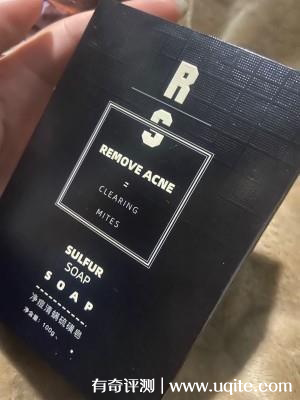 R
S
REMOVE ACNE
=
CLEARING
MITES
SULFUR
SOAP
SOAP
净痘清螨硫磺皂
净含量: 100g
有奇评测 | www.uqite.com